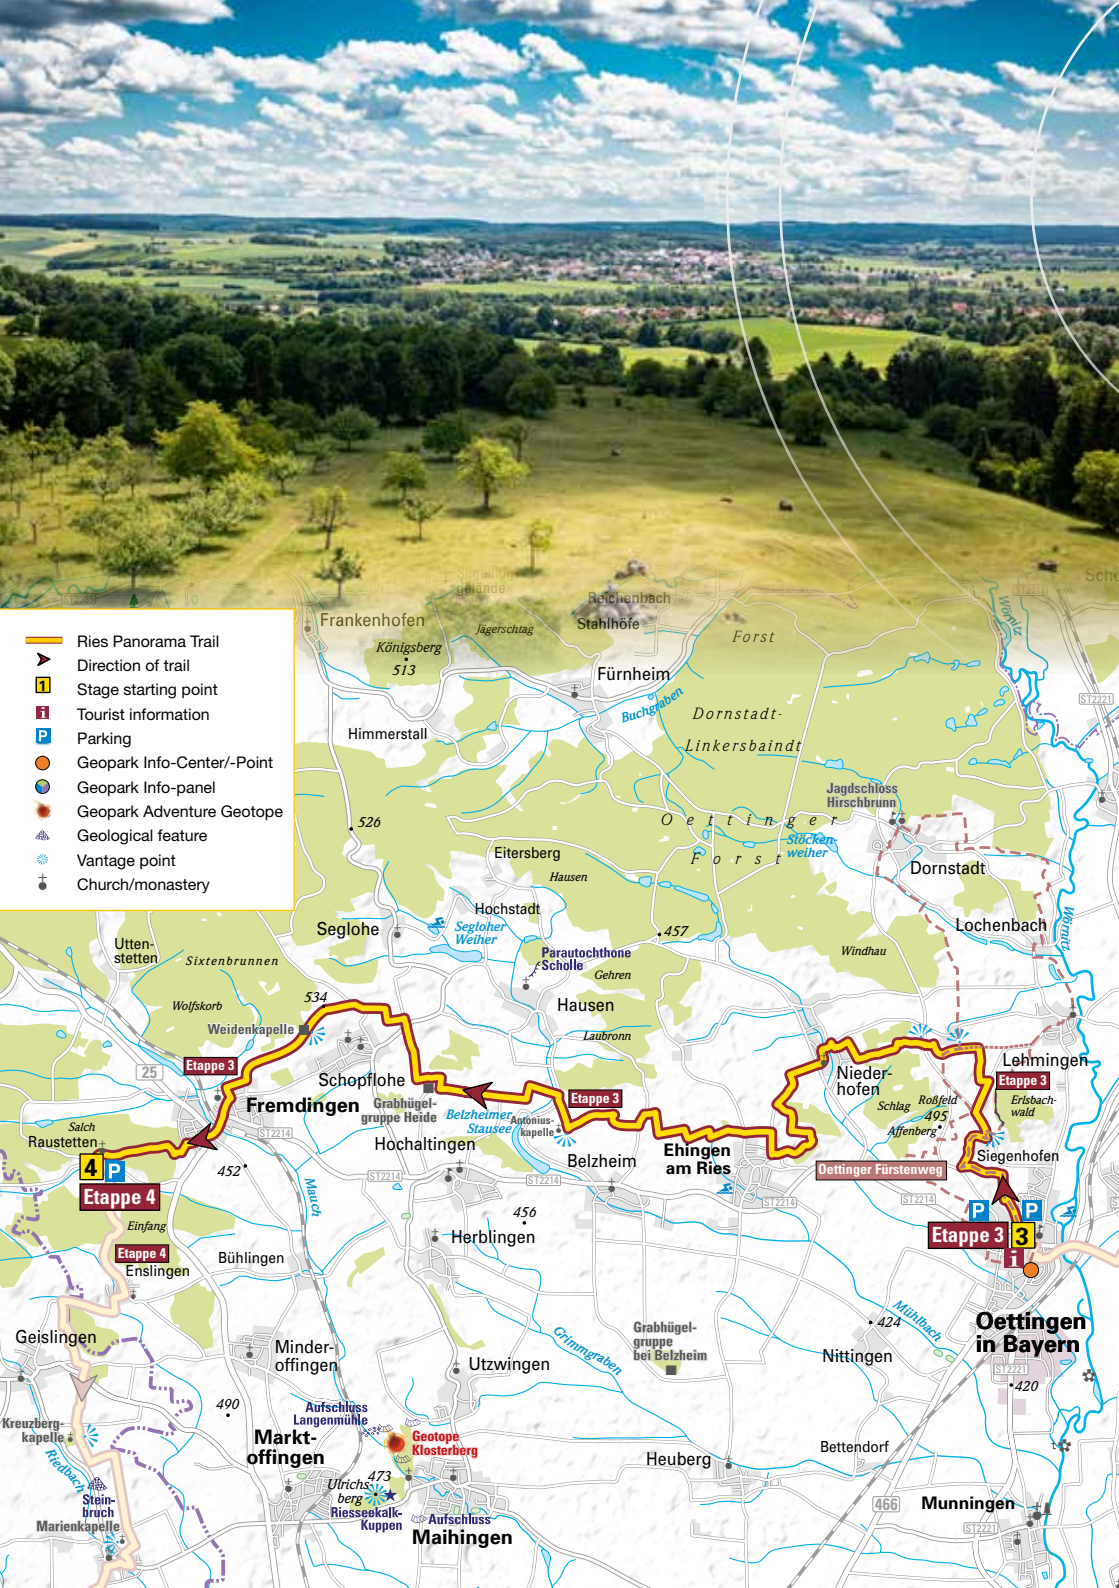 Ries Panorama Trail
Direction of trail
1
Stage starting point
i
Tourist information
P
Parking
Geopark Info-Center/-Point
Geopark Info-panel
Geopark Adventure Geotope
Geological feature
Vantage point
Church/monastery
gelände
Reichenbach
Stahlhöfe
Frankenhofen
Jägerschlag
Königsberg
513
Forst
Wörnitz
Fürnheim
Buchgraben
ST2221
Himmerstall
Dornstadt-
Linkersbaindt
Jagdschloss
Hirschbrunn
526
Oettinger
Forst
Stöcken-
weiher
Eitersberg
Hausen
Dornstadt
Hochstadt
Seglohe
Segloher
Weiher
457
Lochenbach
Wörnitz
Utten-
stetten
Sixtenbrunnen
Parautochthone
Scholle
Gehren
Windhau
Wolfskorb
534
Hausen
Weidenkapelle
Laubronn
Etappe 3
25
Schopflohe
Nieder-
hofen
Lehmingen
Etappe 3
Fremdingen
Grabhügel-
gruppe Heide
Belzheimer
Stausee
Antonius-
kapelle
Etappe 3
Schlag
Roßfeld
495
Affenberg
Erlsbach-
wald
Salch
Raustetten
ST2214
Hochaltingen
Belzheim
Ehingen
am Ries
Siegenhofen
4
P
452
Oettinger Fürstenweg
Etappe 4
ST2214
ST2214
ST2214
ST2214
Mauch
P
P
Einfang
456
Etappe 3
3
i
Etappe 4
Enslingen
Bühlingen
Herblingen
Mühlbach
Oettingen
in Bayern
Geislingen
Minder-
offingen
Grimmgraben
Grabhügel-
gruppe
bei Belzheim
424
Nittingen
Utzwingen
ST2221
420
490
Aufschluss
Langenmühle
Kreuzberg-
kapelle
Markt-
offingen
Geotope
Klosterberg
Bettendorf
Heuberg
Riedbach
473
Ulrichs-
berg
Stein-
bruch
Marienkapelle
Riesseekalk-
Kuppen
Aufschluss
Maihingen
466
Munningen
ST2221